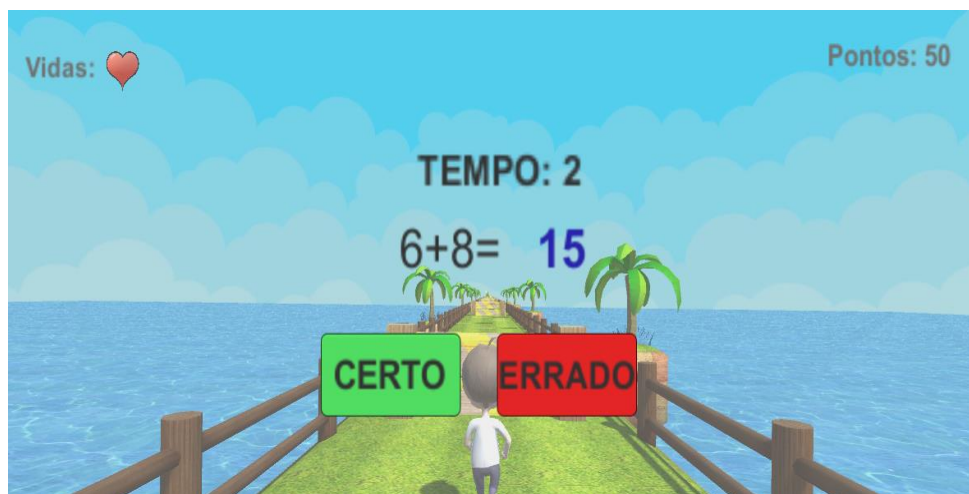 Vidas:
Pontos: 50
TEMPO: 2
6+8= 15
CERTO
ERRADO